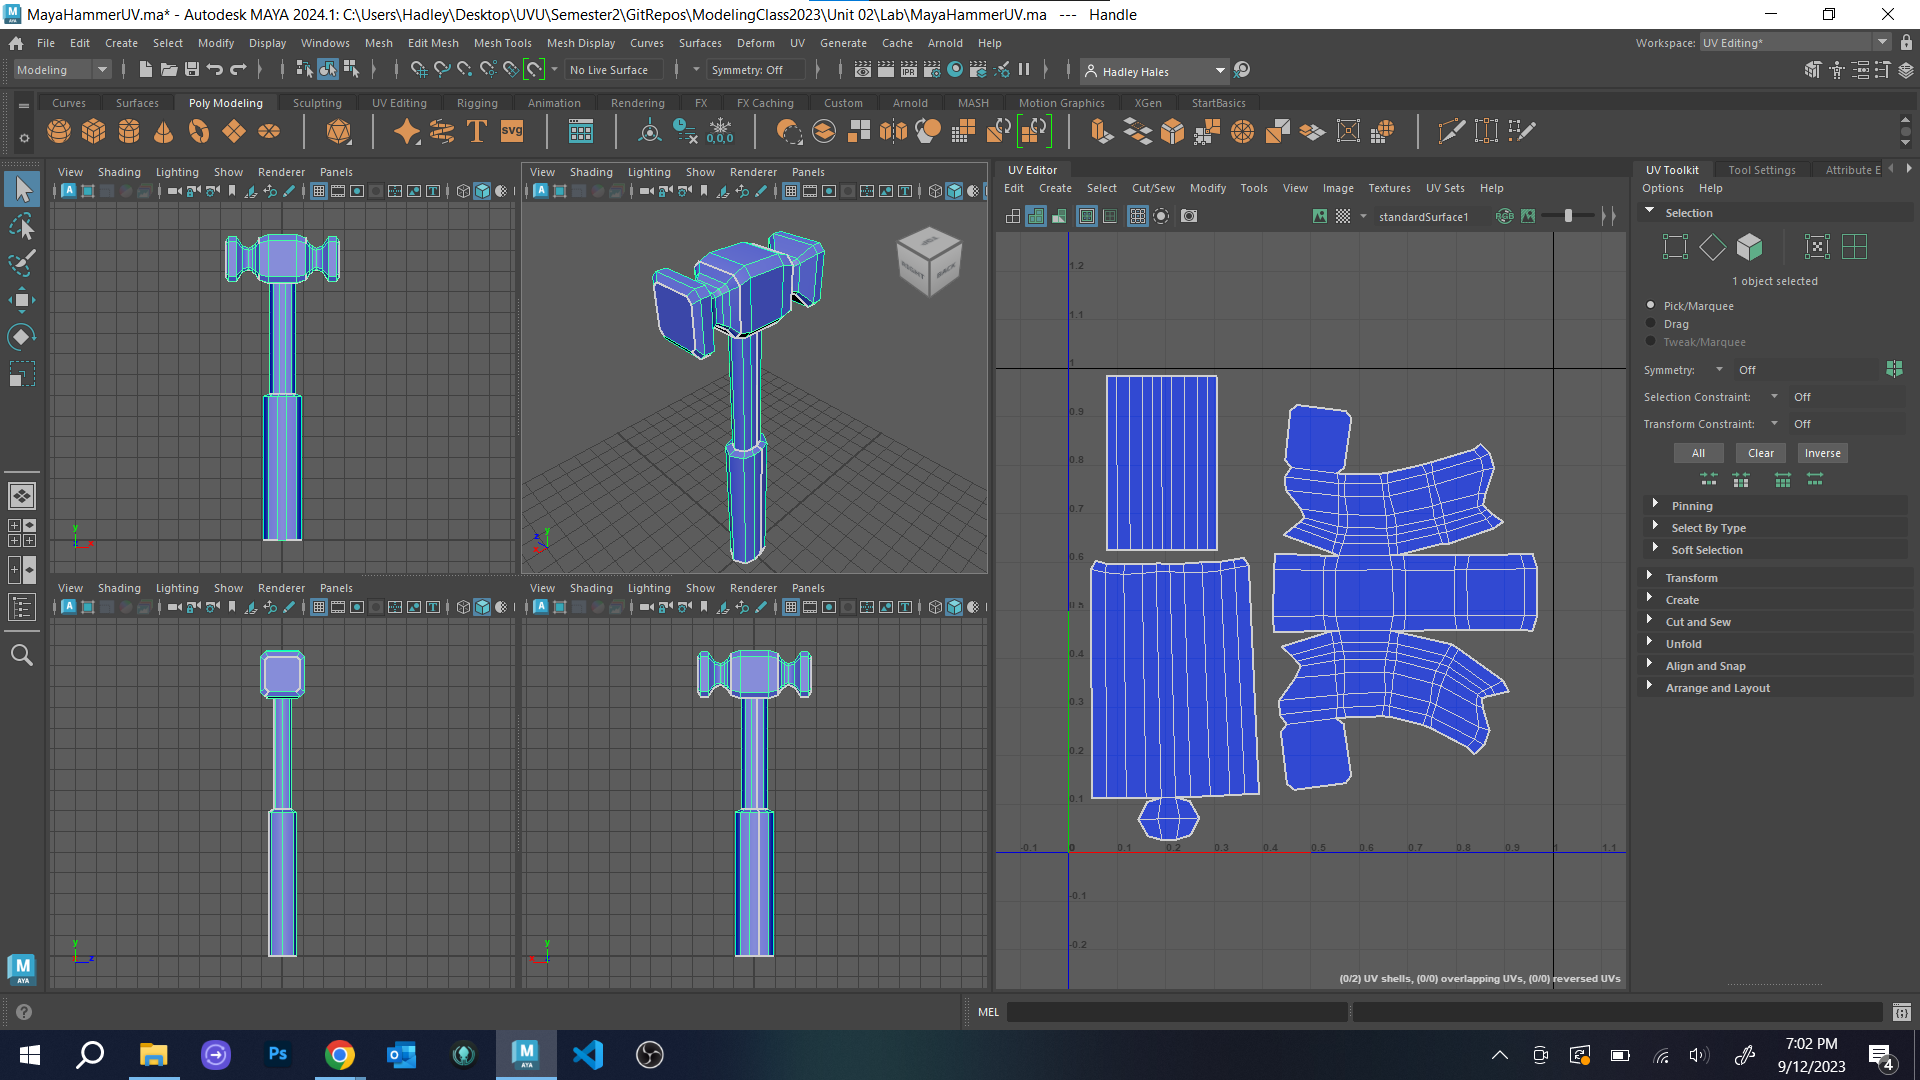 MayaHammerUV.ma* - Autodesk MAYA 2024.1: C:\Users\Hadley\Desktop\UVU\Semester2\GitRepos\ModelingClass2023\Unit 02\Lab\MayaHammerUV.ma --- Handle
File Edit Create Select Modify Display Windows Mesh Edit Mesh Mesh Tools Mesh Display Curves Surfaces Deform UV Generate Cache Arnold Help
Workspace: UV Editing*
Modeling No Live Surface Symmetry: Off Hadley Hales
Curves Surfaces Poly Modeling Sculpting UV Editing Rigging Animation Rendering FX FX Caching Custom Arnold MASH Motion Graphics XGen StartBasics
View Shading Lighting Show Renderer Panels
View Shading Lighting Show Renderer Panels
RIGHT BACK
y
x
y
z
x
View Shading Lighting Show Renderer Panels
View Shading Lighting Show Renderer Panels
y
z
y
x
UV Editor
Edit Create Select Cut/Sew Modify Tools View Image Textures UV Sets Help
standardSurface1
1.2
1.1
1
0.9
0.8
0.7
0.6
0.5
0.4
0.3
0.2
0.1
-0.1 0 0.1 0.2 0.3 0.4 0.5 0.6 0.7 0.8 0.9 1 1.1
-0.1
-0.2
(0/2) UV shells, (0/0) overlapping UVs, (0/0) reversed UVs
UV Toolkit Tool Settings Attribute E
Options Help
Selection
1 object selected
Pick/Marquee
Drag
Tweak/Marquee
Symmetry: Off
Selection Constraint: Off
Transform Constraint: Off
All Clear Inverse
Pinning
Select By Type
Soft Selection
Transform
Create
Cut and Sew
Unfold
Align and Snap
Arrange and Layout
M
AYA
MEL
Ps
M
AYA
7:02 PM
9/12/2023
4